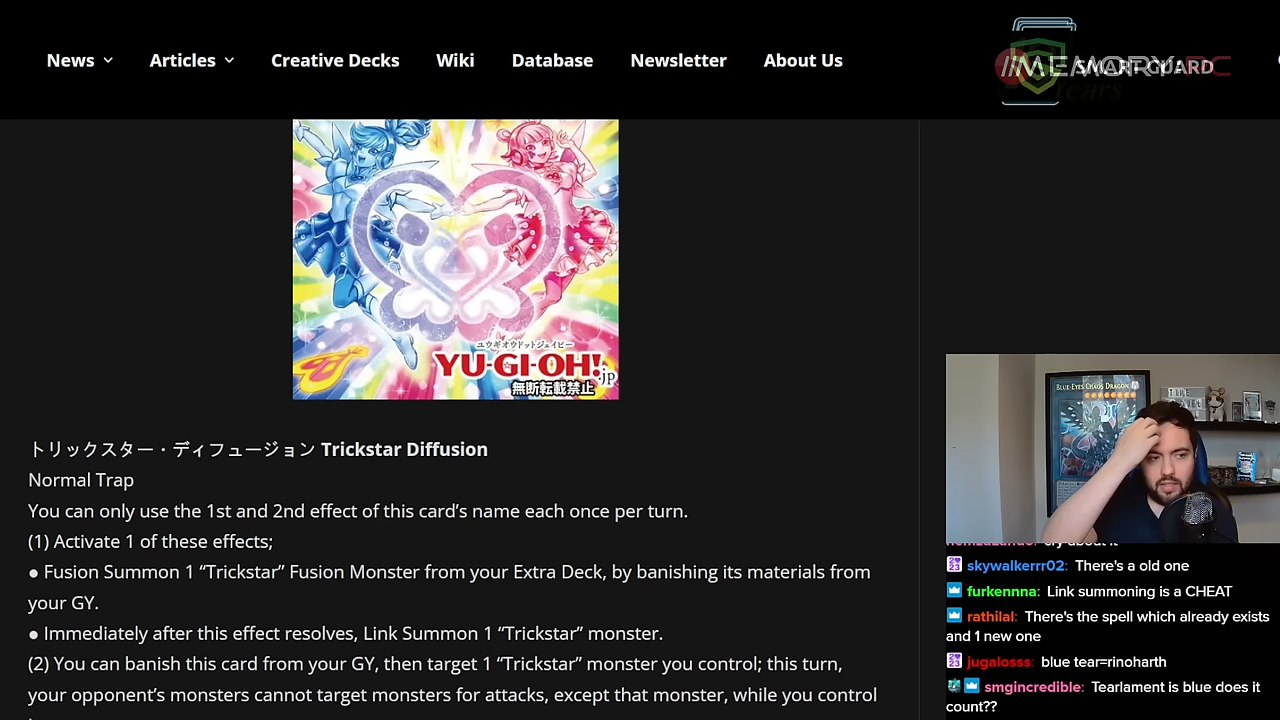 News Articles Creative Decks Wiki Database Newsletter About Us
SMART GUARD
ユウギオウドットジェイピー
YU-GI-OH!.jp
無断転載禁止
トリックスター・ディフュージョン Trickstar Diffusion
Normal Trap
You can only use the 1st and 2nd effect of this card’s name each once per turn.
(1) Activate 1 of these effects;
● Fusion Summon 1 “Trickstar” Fusion Monster from your Extra Deck, by banishing its materials from
your GY.
● Immediately after this effect resolves, Link Summon 1 “Trickstar” monster.
(2) You can banish this card from your GY, then target 1 “Trickstar” monster you control; this turn,
your opponent’s monsters cannot target monsters for attacks, except that monster, while you control
BLUE-EYES CHAOS DRAGON
cry about it
skywalkerrr02: There's a old one
furkennna: Link summoning is a CHEAT
rathilal: There's the spell which already exists
and 1 new one
jugalosss: blue tear=rinoharth
smgincredible: Tearlament is blue does it
count??